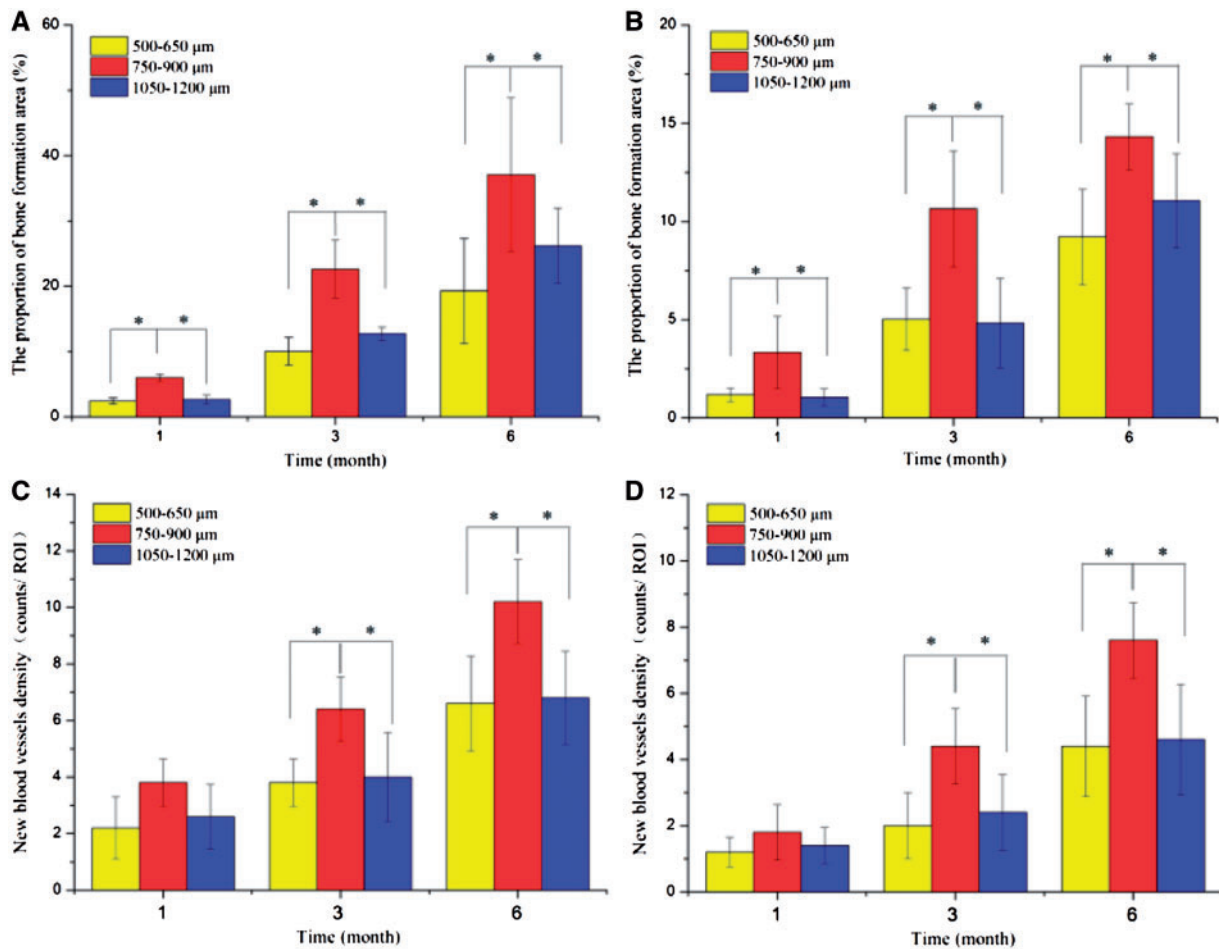 A
The proportion of bone formation area (%)
60
40
20
0
500-650 μm
750-900 μm
1050-1200 μm
* *
* *
* *
1 3 6
Time (month)
B
The proportion of bone formation area (%)
20
15
10
5
0
500-650 μm
750-900 μm
1050-1200 μm
* *
* *
* *
1 3 6
Time (month)
C
New blood vessels density ( counts/ ROI )
14
12
10
8
6
4
2
0
500-650 μm
750-900 μm
1050-1200 μm
* *
* *
1 3 6
Time (month)
D
New blood vessels density ( counts/ ROI )
12
10
8
6
4
2
0
500-650 μm
750-900 μm
1050-1200 μm
* *
* *
1 3 6
Time (month)